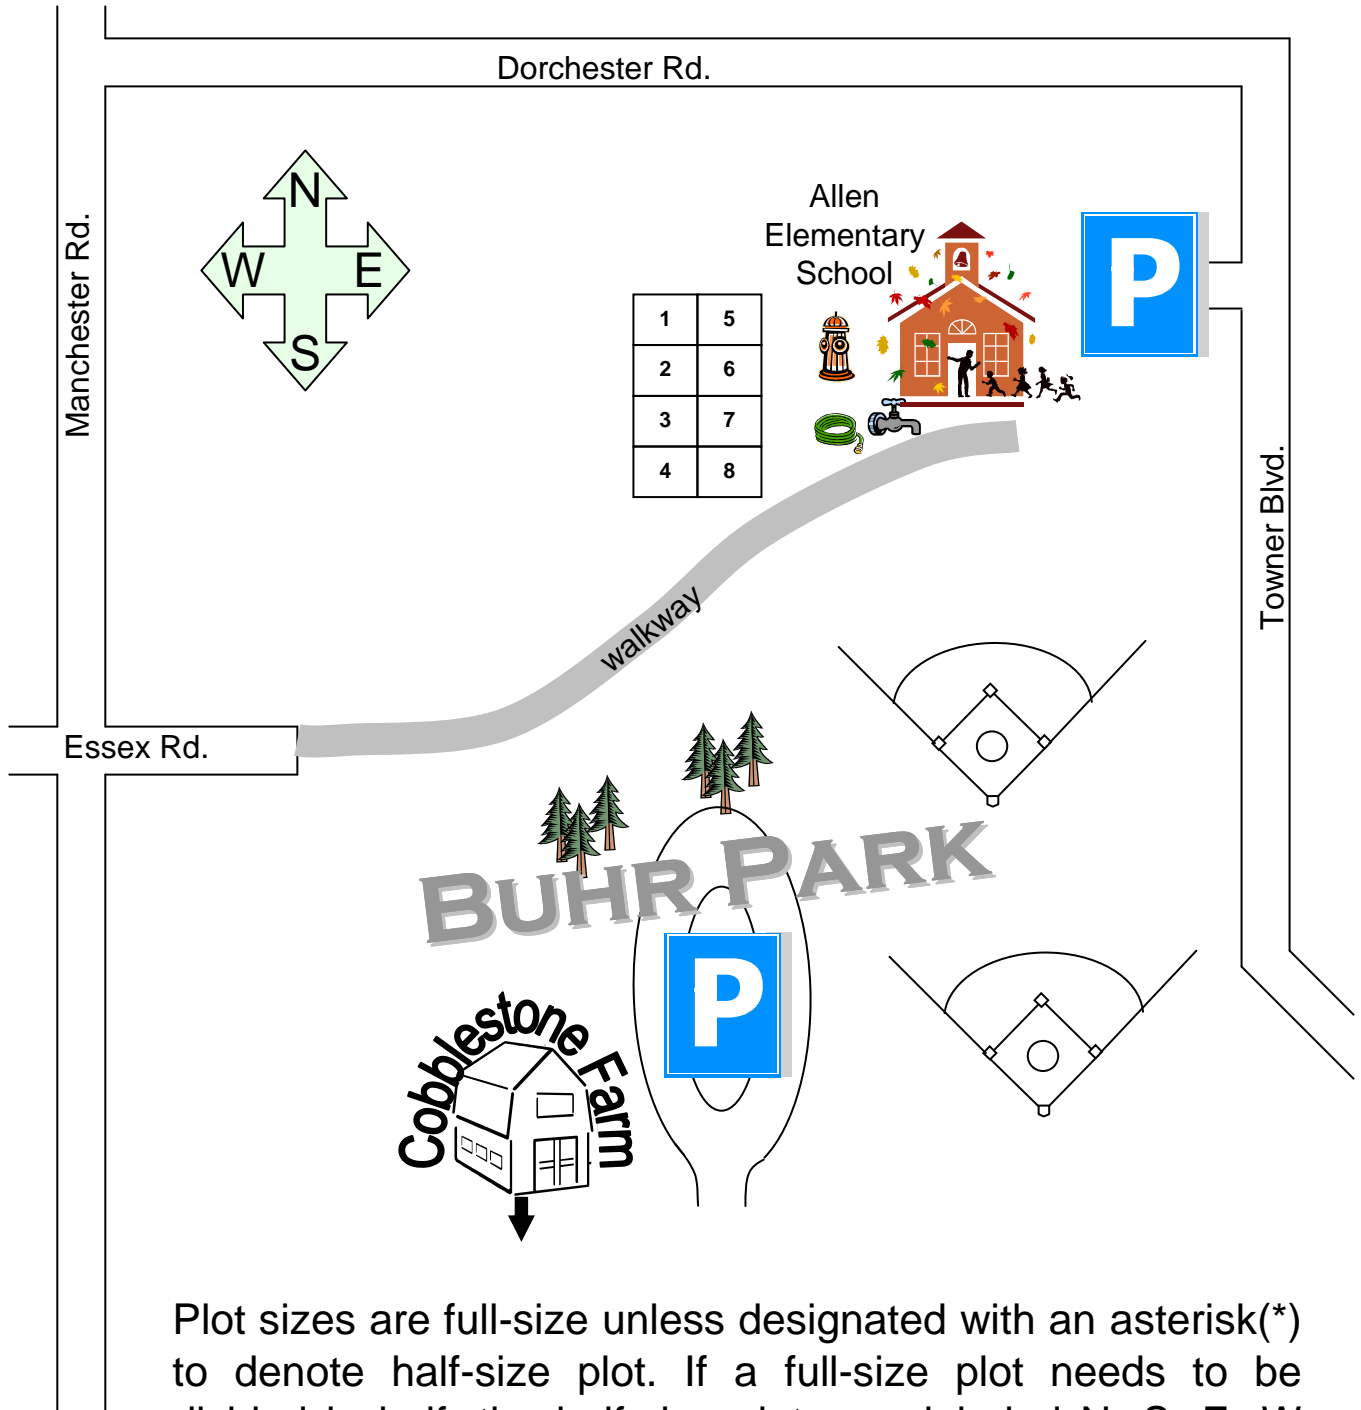 Dorchester Rd.
Manchester Rd.
N
W E
S
Allen
Elementary
School
P
1 5
2 6
3 7
4 8
Towner Blvd.
walkway
Essex Rd.
BUHR PARK
P
Cobblestone Farm
Plot sizes are full-size unless designated with an asterisk(*)
to denote half-size plot. If a full-size plot needs to be